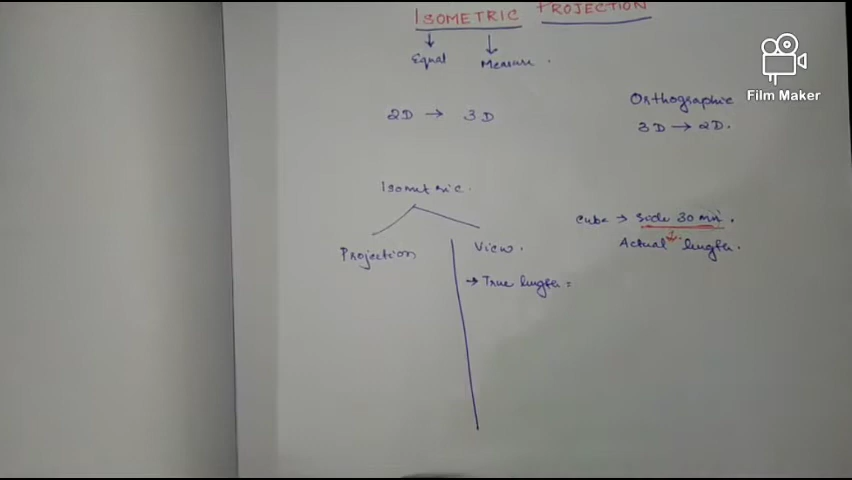 ISOMETRIC PROJECTION
Equal Measure.
2D → 3D
Orthographic
3D → 2D.
Isometric.
Projection
View.
→ True length =
Cube → Side 30 mm.
Actual length.
Film Maker